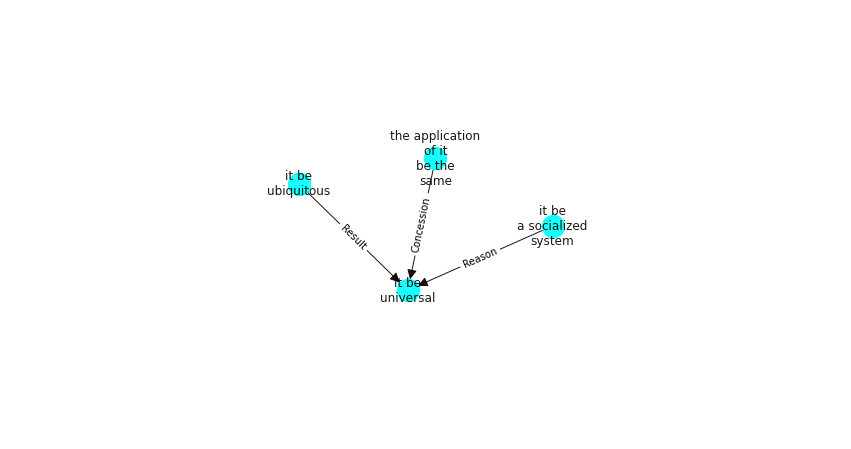 the application
of it
be the
same
it be
ubiquitous
it be
a socialized
system
Result
Concession
Reason
it be
universal